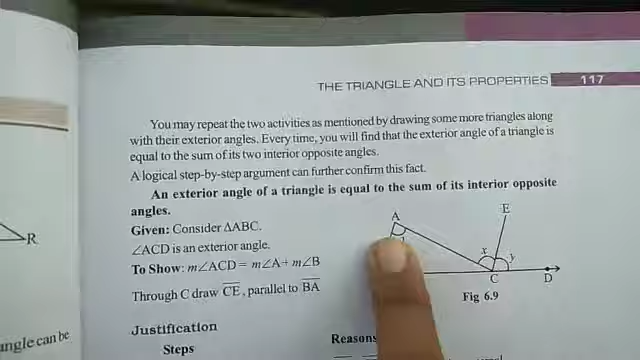 THE TRIANGLE AND ITS PROPERTIES 117
You may repeat the two activities as mentioned by drawing some more triangles along
with their exterior angles. Every time, you will find that the exterior angle of a triangle is
equal to the sum of its two interior opposite angles.
A logical step-by-step argument can further confirm this fact.
An exterior angle of a triangle is equal to the sum of its interior opposite
angles.
Given: Consider ΔABC.
∠ACD is an exterior angle.
To Show: m∠ACD = m∠A + m∠B
Through C draw CE, parallel to BA
Justification
Steps
Reasons
A
E
x
y
C
D
Fig 6.9
R
angle can be